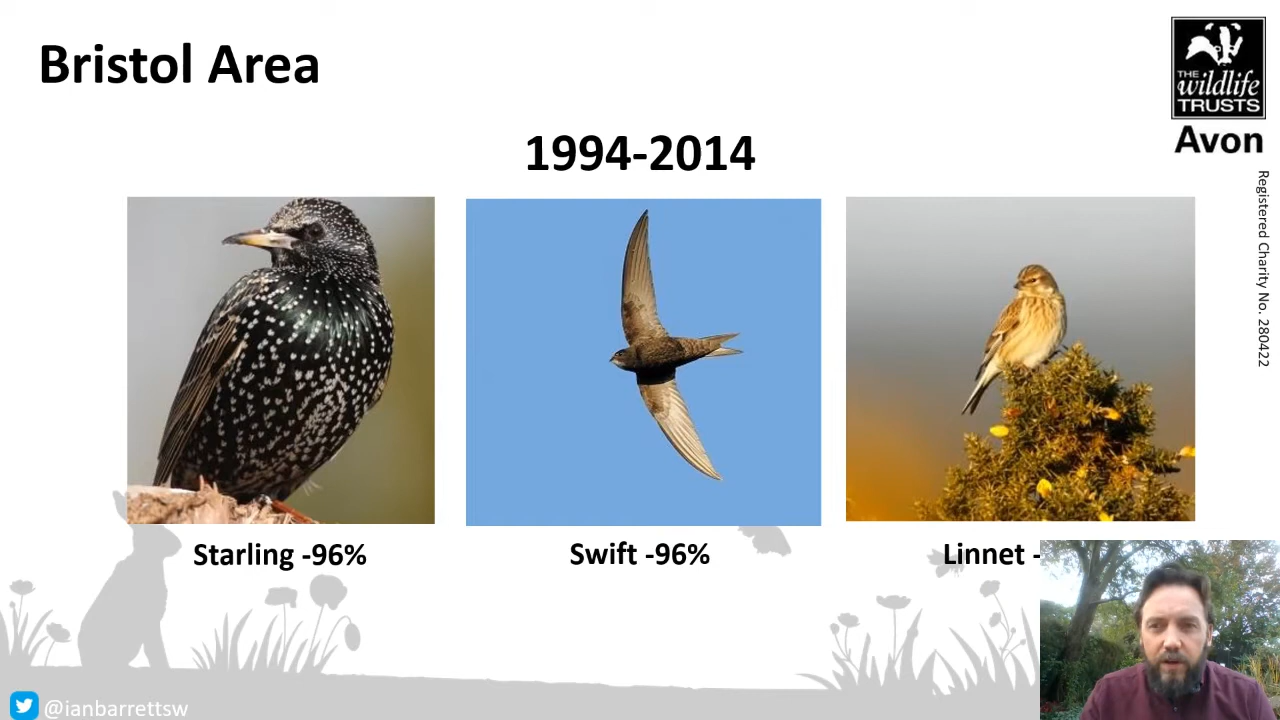 Bristol Area
THE
wildlife
TRUSTS
Avon
Registered Charity No. 280422
1994-2014
Starling -96%
Swift -96%
Linnet -
@ianbarrettsw